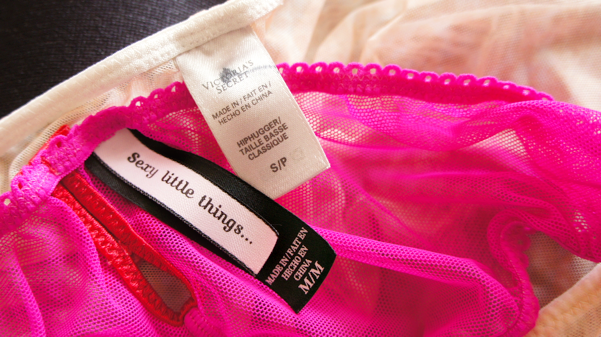 VICTORIA'S
SECRET
MADE IN / FAIT EN /
HECHO EN CHINA
HIPHUGGER/
TAILLE BASSE
CLASSIQUE
S/P
Sexy little things...
MADE IN / FAIT EN
HECHO EN
CHINA
M/M